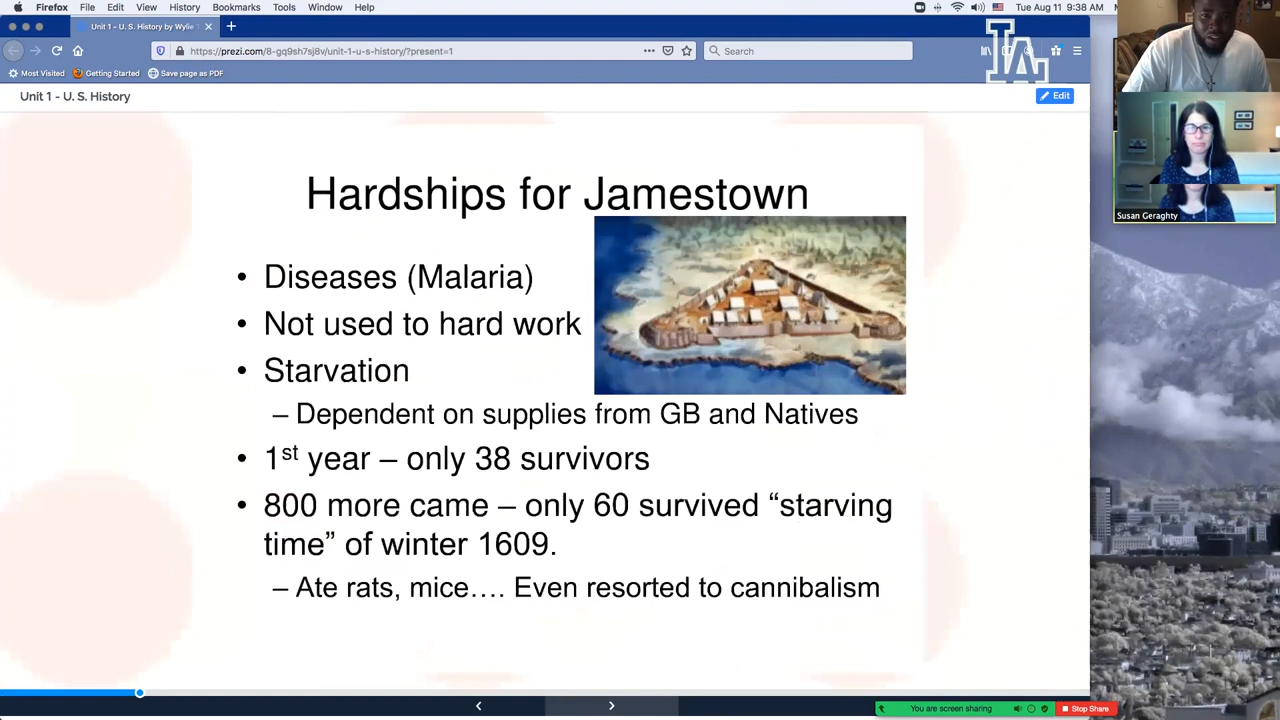 Firefox File Edit View History Bookmarks Tools Window Help
Tue Aug 11 9:38 AM
Unit 1 - U. S. History by Wylie
https://prezi.com/8-gq9sh7sj8v/unit-1-u-s-history/?present=1
Search
Most Visited Getting Started Save page as PDF
LA
Unit 1 - U. S. History
Edit
Hardships for Jamestown
• Diseases (Malaria)
• Not used to hard work
• Starvation
– Dependent on supplies from GB and Natives
• 1st year – only 38 survivors
• 800 more came – only 60 survived “starving
time” of winter 1609.
– Ate rats, mice…. Even resorted to cannibalism
Susan Geraghty
You are screen sharing
Stop Share